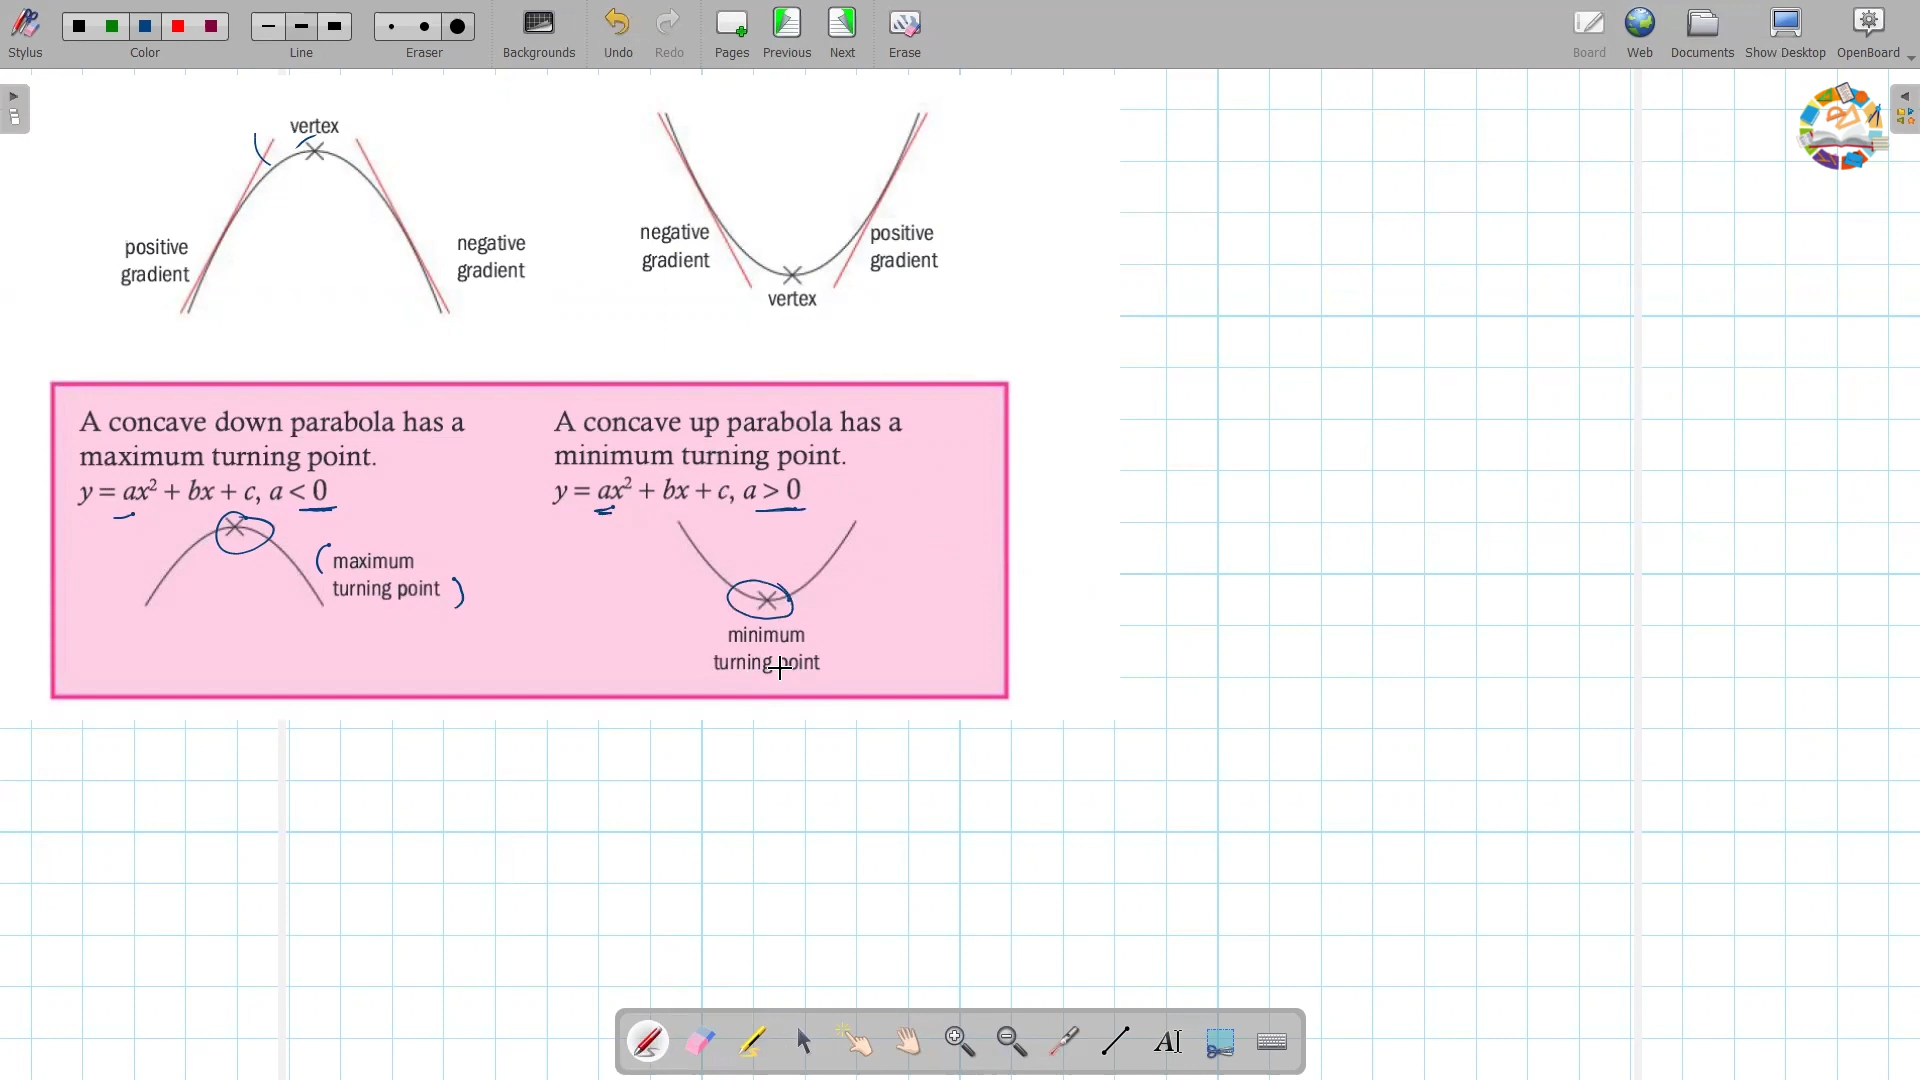 Stylus
Color
Line
Eraser
Backgrounds
Undo
Redo
Pages
Previous
Next
Erase
Board
Web
Documents
Show Desktop
OpenBoard
vertex
positive
gradient
negative
gradient
negative
gradient
positive
gradient
vertex
A concave down parabola has a
maximum turning point.
y = ax² + bx + c, a < 0
maximum
turning point
A concave up parabola has a
minimum turning point.
y = ax² + bx + c, a > 0
minimum
turning point